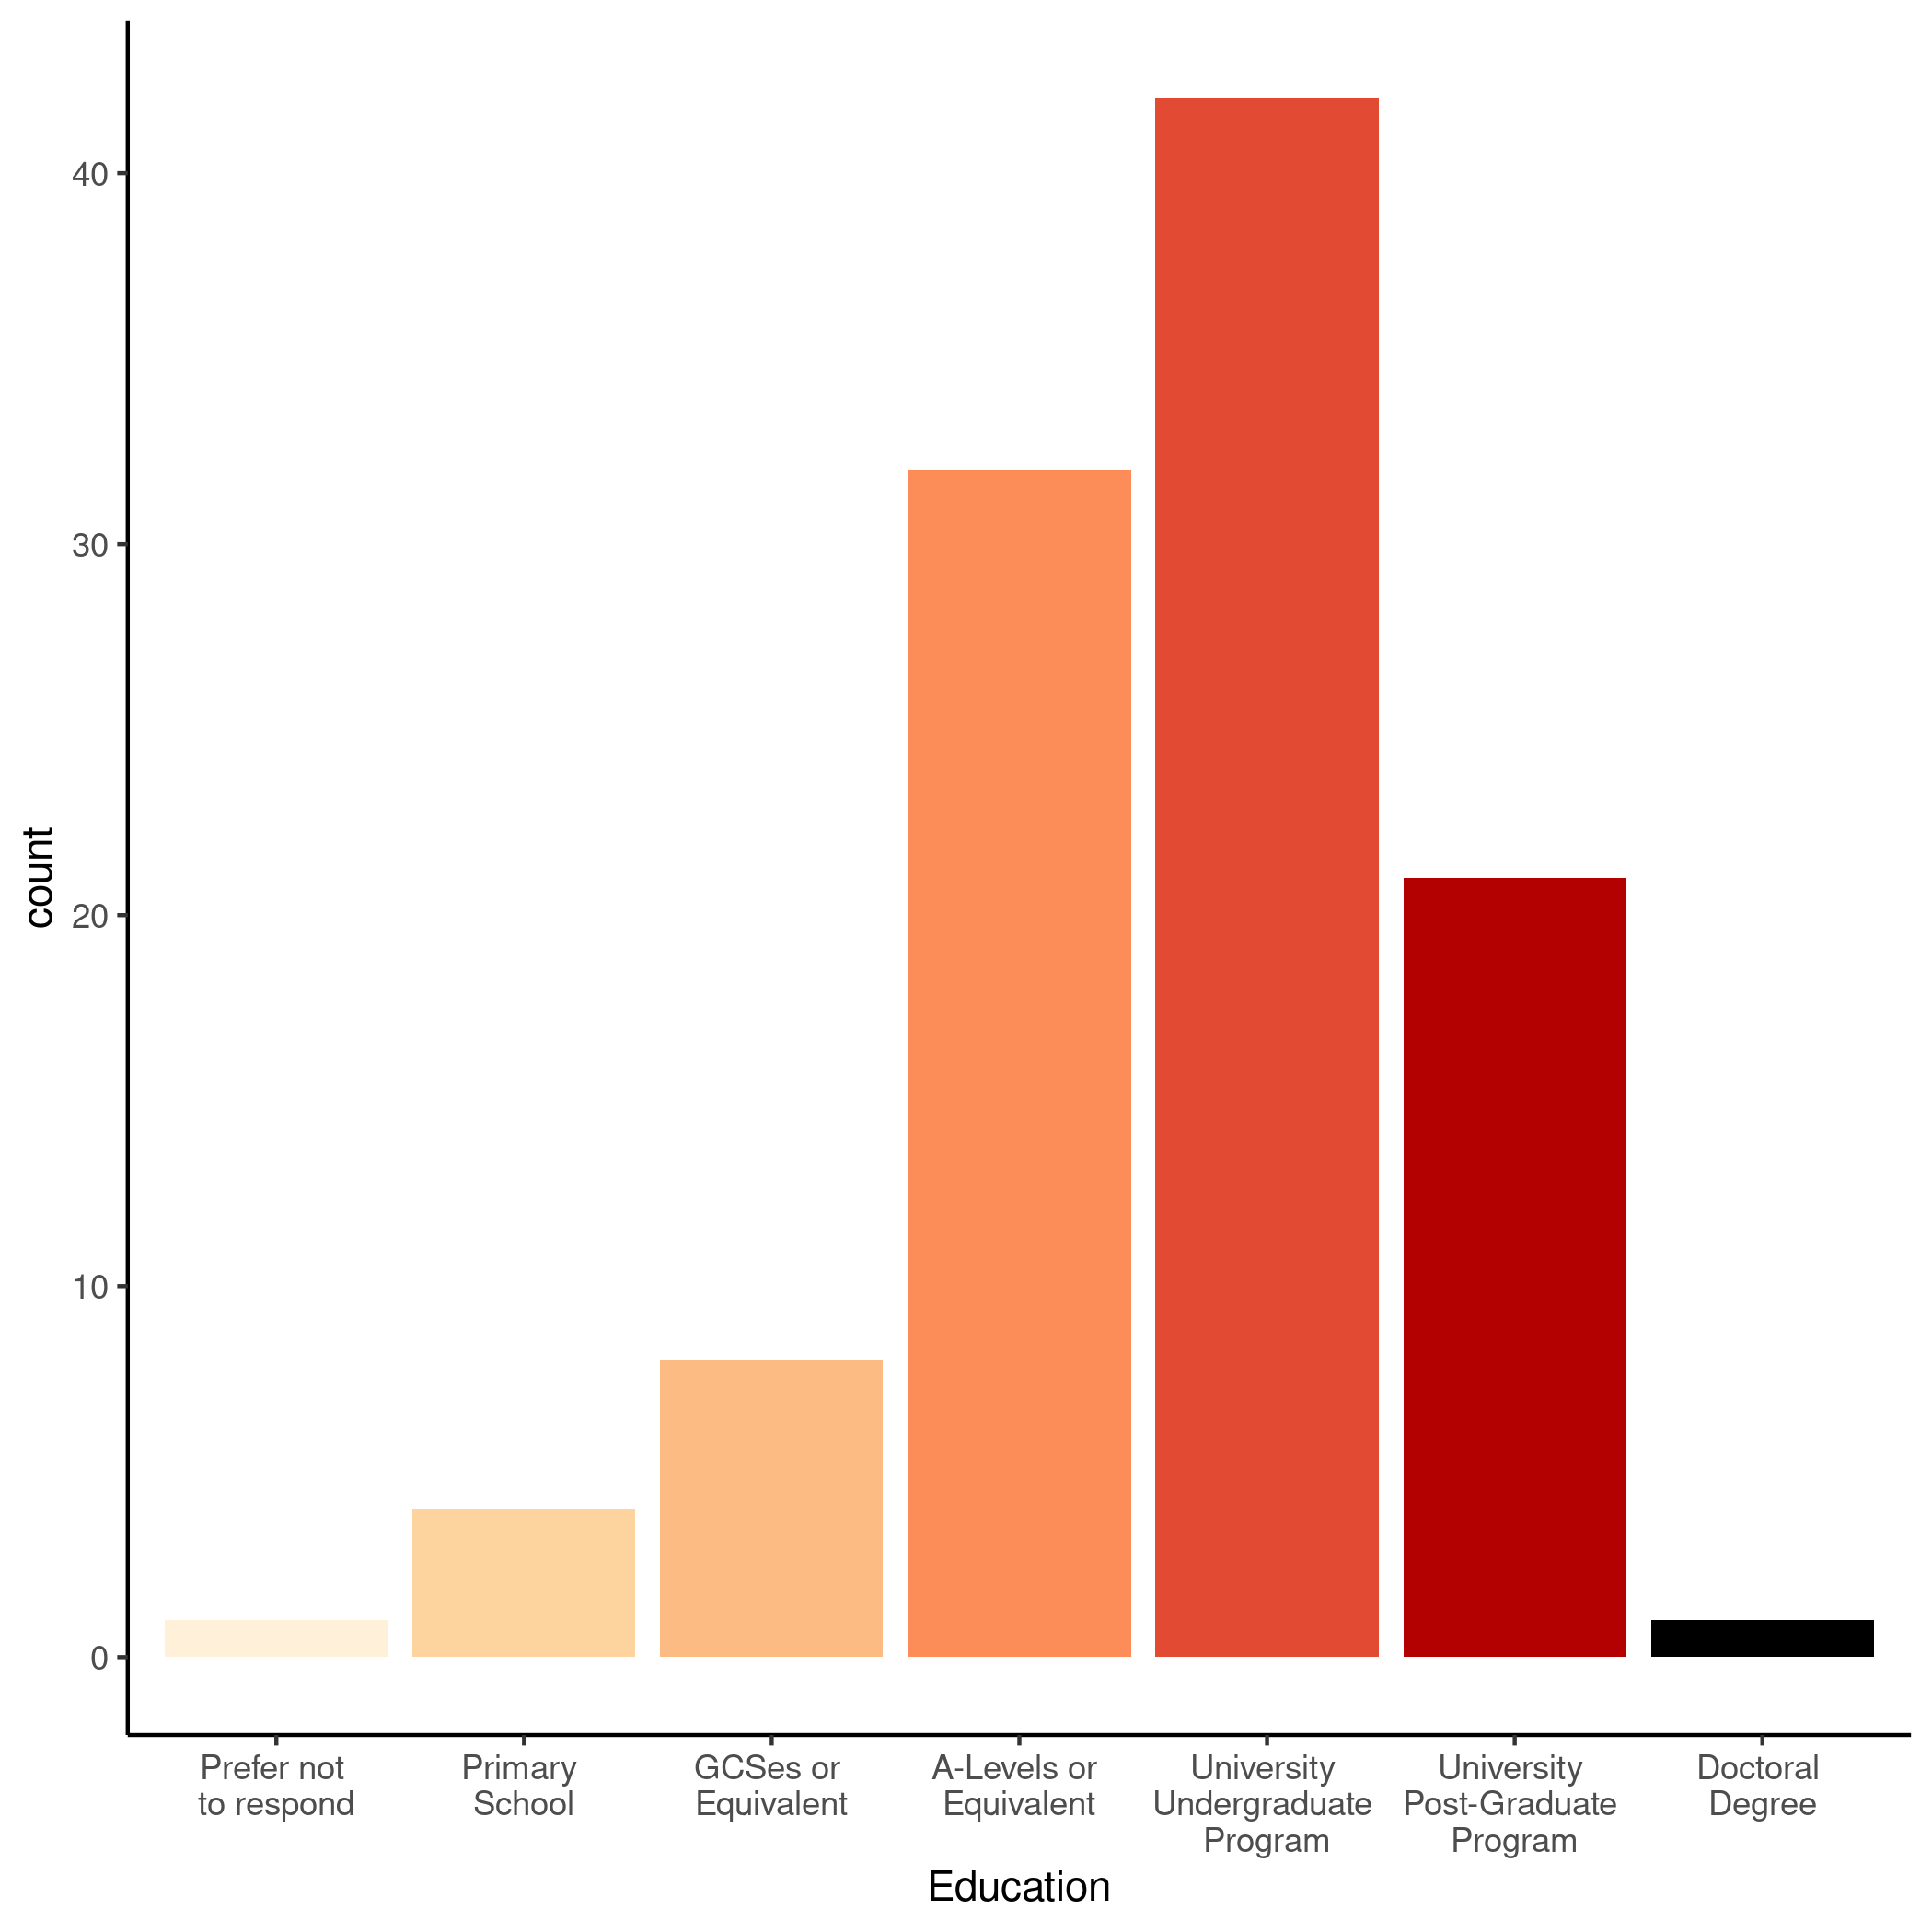 count
40
30
20
10
0
Prefer not
to respond
Primary
School
GCSes or
Equivalent
A-Levels or
Equivalent
University
Undergraduate
Program
University
Post-Graduate
Program
Doctoral
Degree
Education